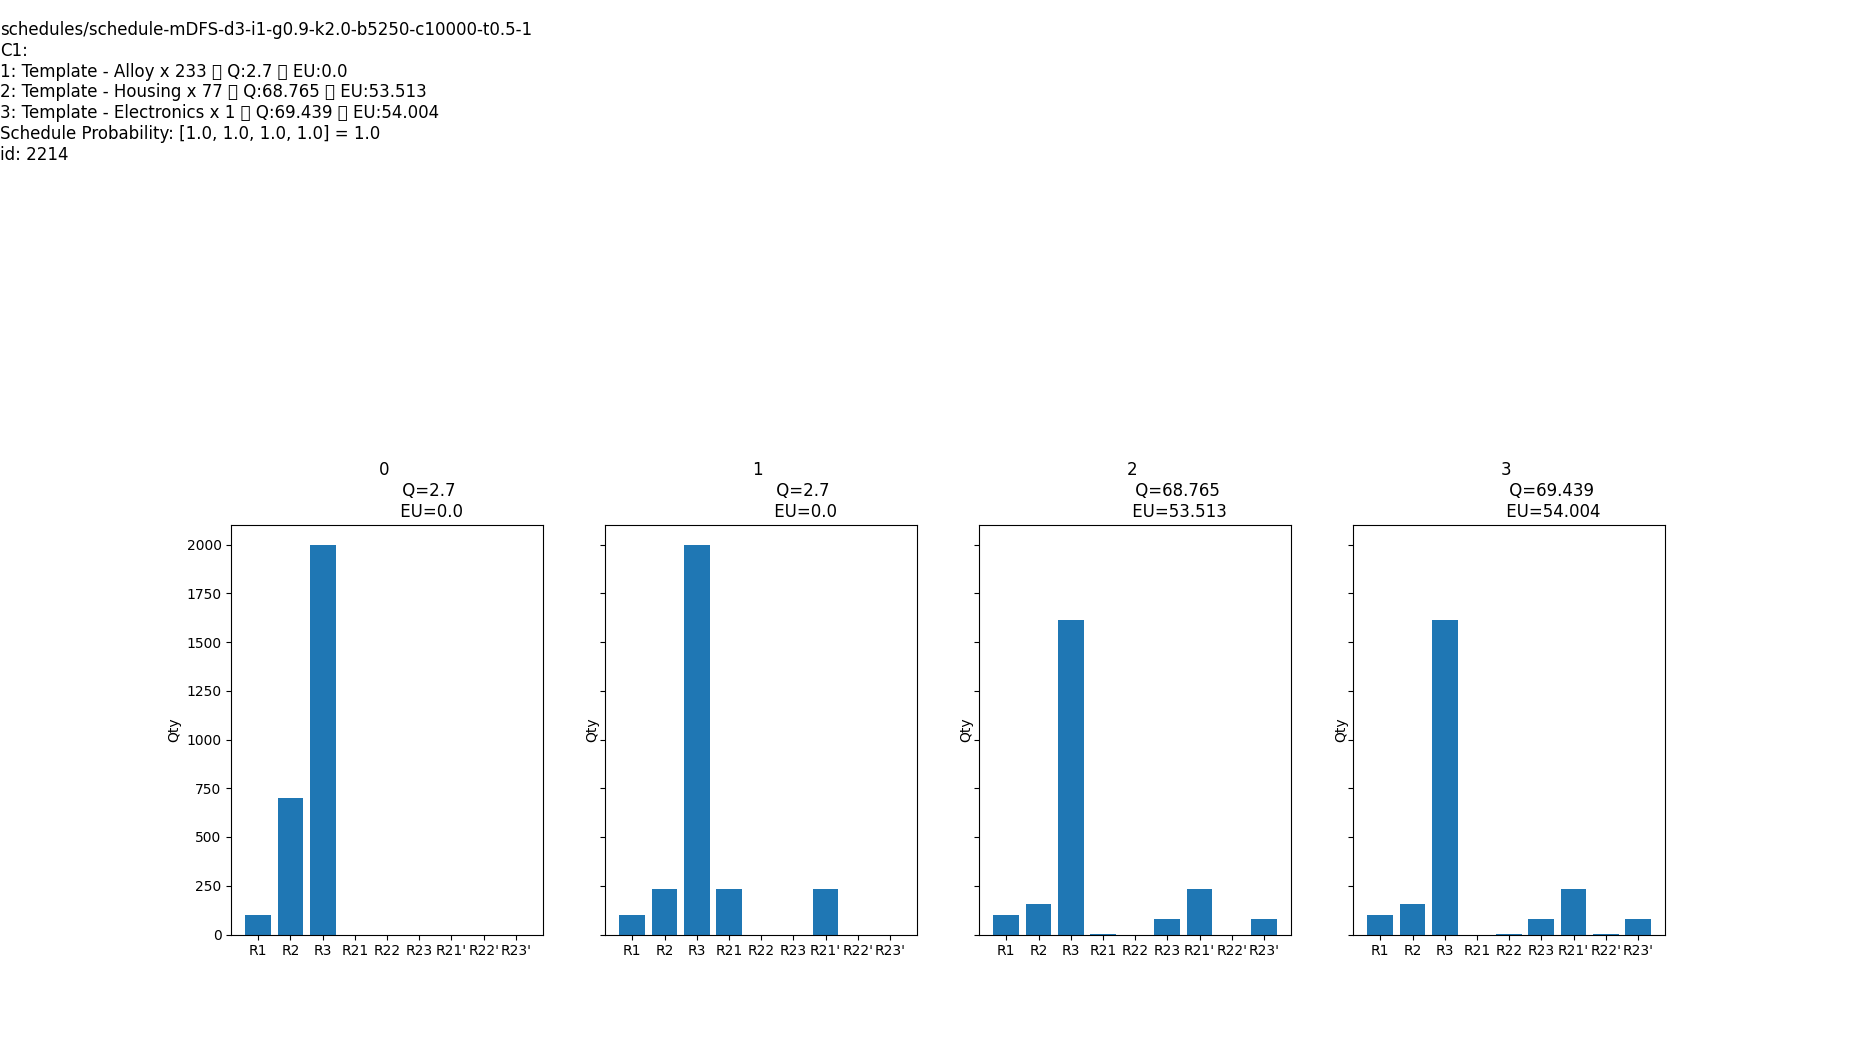 schedules/schedule-mDFS-d3-i1-g0.9-k2.0-b5250-c10000-t0.5-1
C1:
1: Template - Alloy x 233 ▯ Q:2.7 ▯ EU:0.0
2: Template - Housing x 77 ▯ Q:68.765 ▯ EU:53.513
3: Template - Electronics x 1 ▯ Q:69.439 ▯ EU:54.004
Schedule Probability: [1.0, 1.0, 1.0, 1.0] = 1.0
id: 2214
0
Q=2.7
EU=0.0
Qty
2000
1750
1500
1250
1000
750
500
250
0
R1 R2 R3 R21 R22 R23 R21' R22' R23'
1
Q=2.7
EU=0.0
Qty
R1 R2 R3 R21 R22 R23 R21' R22' R23'
2
Q=68.765
EU=53.513
Qty
R1 R2 R3 R21 R22 R23 R21' R22' R23'
3
Q=69.439
EU=54.004
Qty
R1 R2 R3 R21 R22 R23 R21' R22' R23'